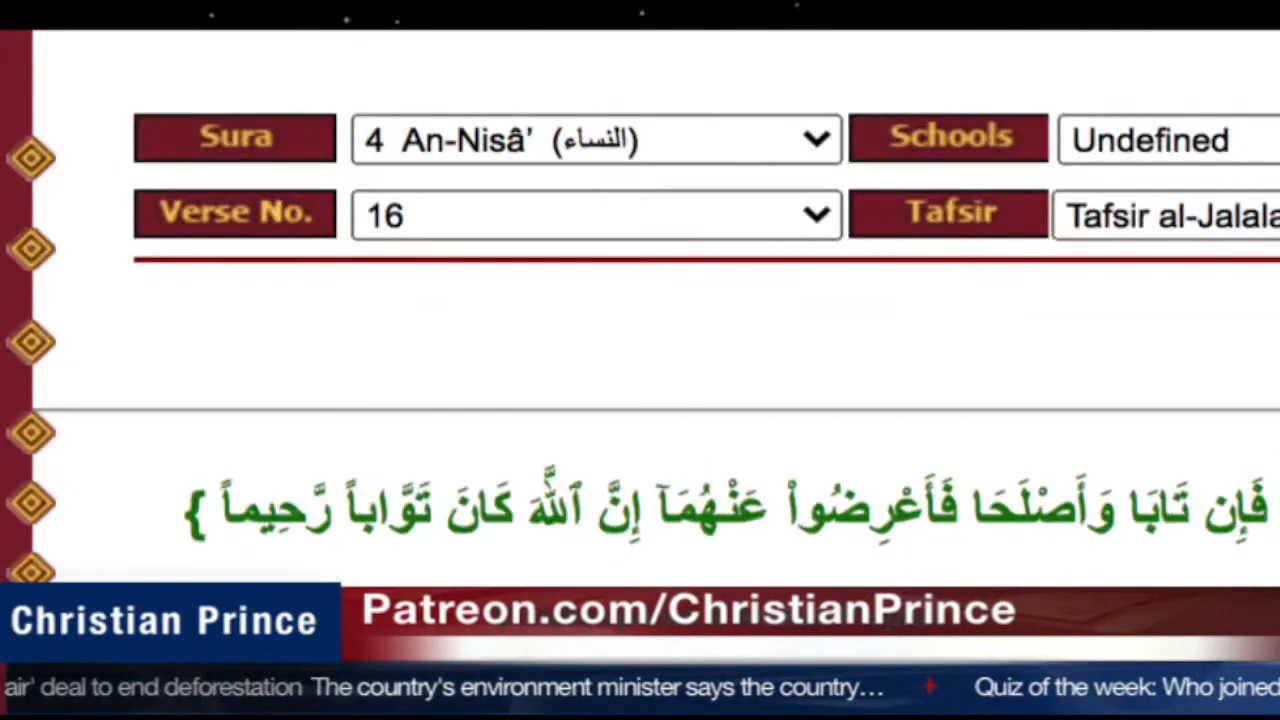 Sura 4 An-Nisâ' (النساء) Schools Undefined
Verse No. 16 Tafsir Tafsir al-Jalala
فَإِن تَابَا وَأَصْلَحَا فَأَعْرِضُواْ عَنْهُمَآ إِنَّ ٱللَّهَ كَانَ تَوَّاباً رَّحِيماً }
Christian Prince Patreon.com/ChristianPrince
air' deal to end deforestation The country's environment minister says the country… Quiz of the week: Who joined